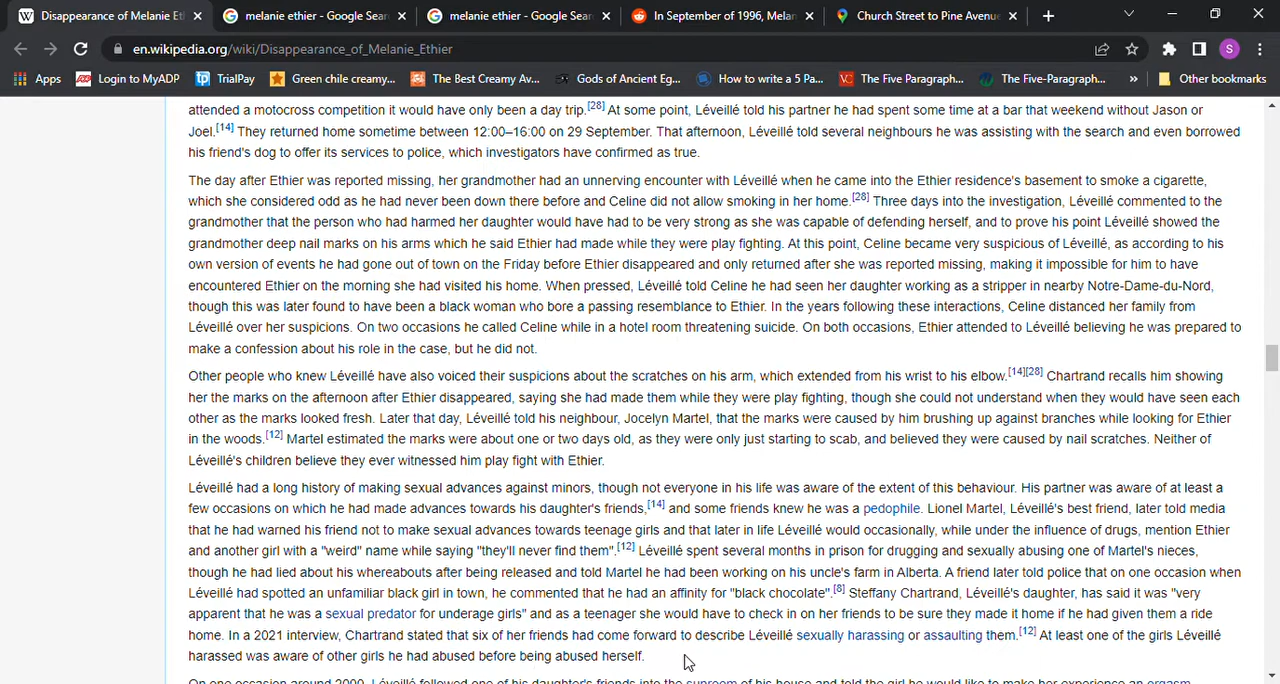 Disappearance of Melanie Et
melanie ethier - Google Sear
melanie ethier - Google Sear
In September of 1996, Melan
Church Street to Pine Avenue
en.wikipedia.org/wiki/Disappearance_of_Melanie_Ethier
S
Apps
Login to MyADP
TrialPay
Green chile creamy...
The Best Creamy Av...
Gods of Ancient Eg...
How to write a 5 Pa...
The Five Paragraph...
The Five-Paragraph...
»
Other bookmarks
attended a motocross competition it would have only been a day trip.[28] At some point, Léveillé told his partner he had spent some time at a bar that weekend without Jason or
Joel.[14] They returned home sometime between 12:00–16:00 on 29 September. That afternoon, Léveillé told several neighbours he was assisting with the search and even borrowed
his friend's dog to offer its services to police, which investigators have confirmed as true.
The day after Ethier was reported missing, her grandmother had an unnerving encounter with Léveillé when he came into the Ethier residence's basement to smoke a cigarette,
which she considered odd as he had never been down there before and Celine did not allow smoking in her home.[28] Three days into the investigation, Léveillé commented to the
grandmother that the person who had harmed her daughter would have had to be very strong as she was capable of defending herself, and to prove his point Léveillé showed the
grandmother deep nail marks on his arms which he said Ethier had made while they were play fighting. At this point, Celine became very suspicious of Léveillé, as according to his
own version of events he had gone out of town on the Friday before Ethier disappeared and only returned after she was reported missing, making it impossible for him to have
encountered Ethier on the morning she had visited his home. When pressed, Léveillé told Celine he had seen her daughter working as a stripper in nearby Notre-Dame-du-Nord,
though this was later found to have been a black woman who bore a passing resemblance to Ethier. In the years following these interactions, Celine distanced her family from
Léveillé over her suspicions. On two occasions he called Celine while in a hotel room threatening suicide. On both occasions, Ethier attended to Léveillé believing he was prepared to
make a confession about his role in the case, but he did not.
Other people who knew Léveillé have also voiced their suspicions about the scratches on his arm, which extended from his wrist to his elbow.[14][28] Chartrand recalls him showing
her the marks on the afternoon after Ethier disappeared, saying she had made them while they were play fighting, though she could not understand when they would have seen each
other as the marks looked fresh. Later that day, Léveillé told his neighbour, Jocelyn Martel, that the marks were caused by him brushing up against branches while looking for Ethier
in the woods.[12] Martel estimated the marks were about one or two days old, as they were only just starting to scab, and believed they were caused by nail scratches. Neither of
Léveillé's children believe they ever witnessed him play fight with Ethier.
Léveillé had a long history of making sexual advances against minors, though not everyone in his life was aware of the extent of this behaviour. His partner was aware of at least a
few occasions on which he had made advances towards his daughter's friends,[14] and some friends knew he was a pedophile. Lionel Martel, Léveillé's best friend, later told media
that he had warned his friend not to make sexual advances towards teenage girls and that later in life Léveillé would occasionally, while under the influence of drugs, mention Ethier
and another girl with a "weird" name while saying "they'll never find them".[12] Léveillé spent several months in prison for drugging and sexually abusing one of Martel's nieces,
though he had lied about his whereabouts after being released and told Martel he had been working on his uncle's farm in Alberta. A friend later told police that on one occasion when
Léveillé had spotted an unfamiliar black girl in town, he commented that he had an affinity for "black chocolate".[8] Steffany Chartrand, Léveillé's daughter, has said it was "very
apparent that he was a sexual predator for underage girls" and as a teenager she would have to check in on her friends to be sure they made it home if he had given them a ride
home. In a 2021 interview, Chartrand stated that six of her friends had come forward to describe Léveillé sexually harassing or assaulting them.[12] At least one of the girls Léveillé
harassed was aware of other girls he had abused before being abused herself.
On one occasion around 2000, Léveillé followed one of his daughter's friends into the sunroom of his house and told the girl he would like to make her experience an orgasm